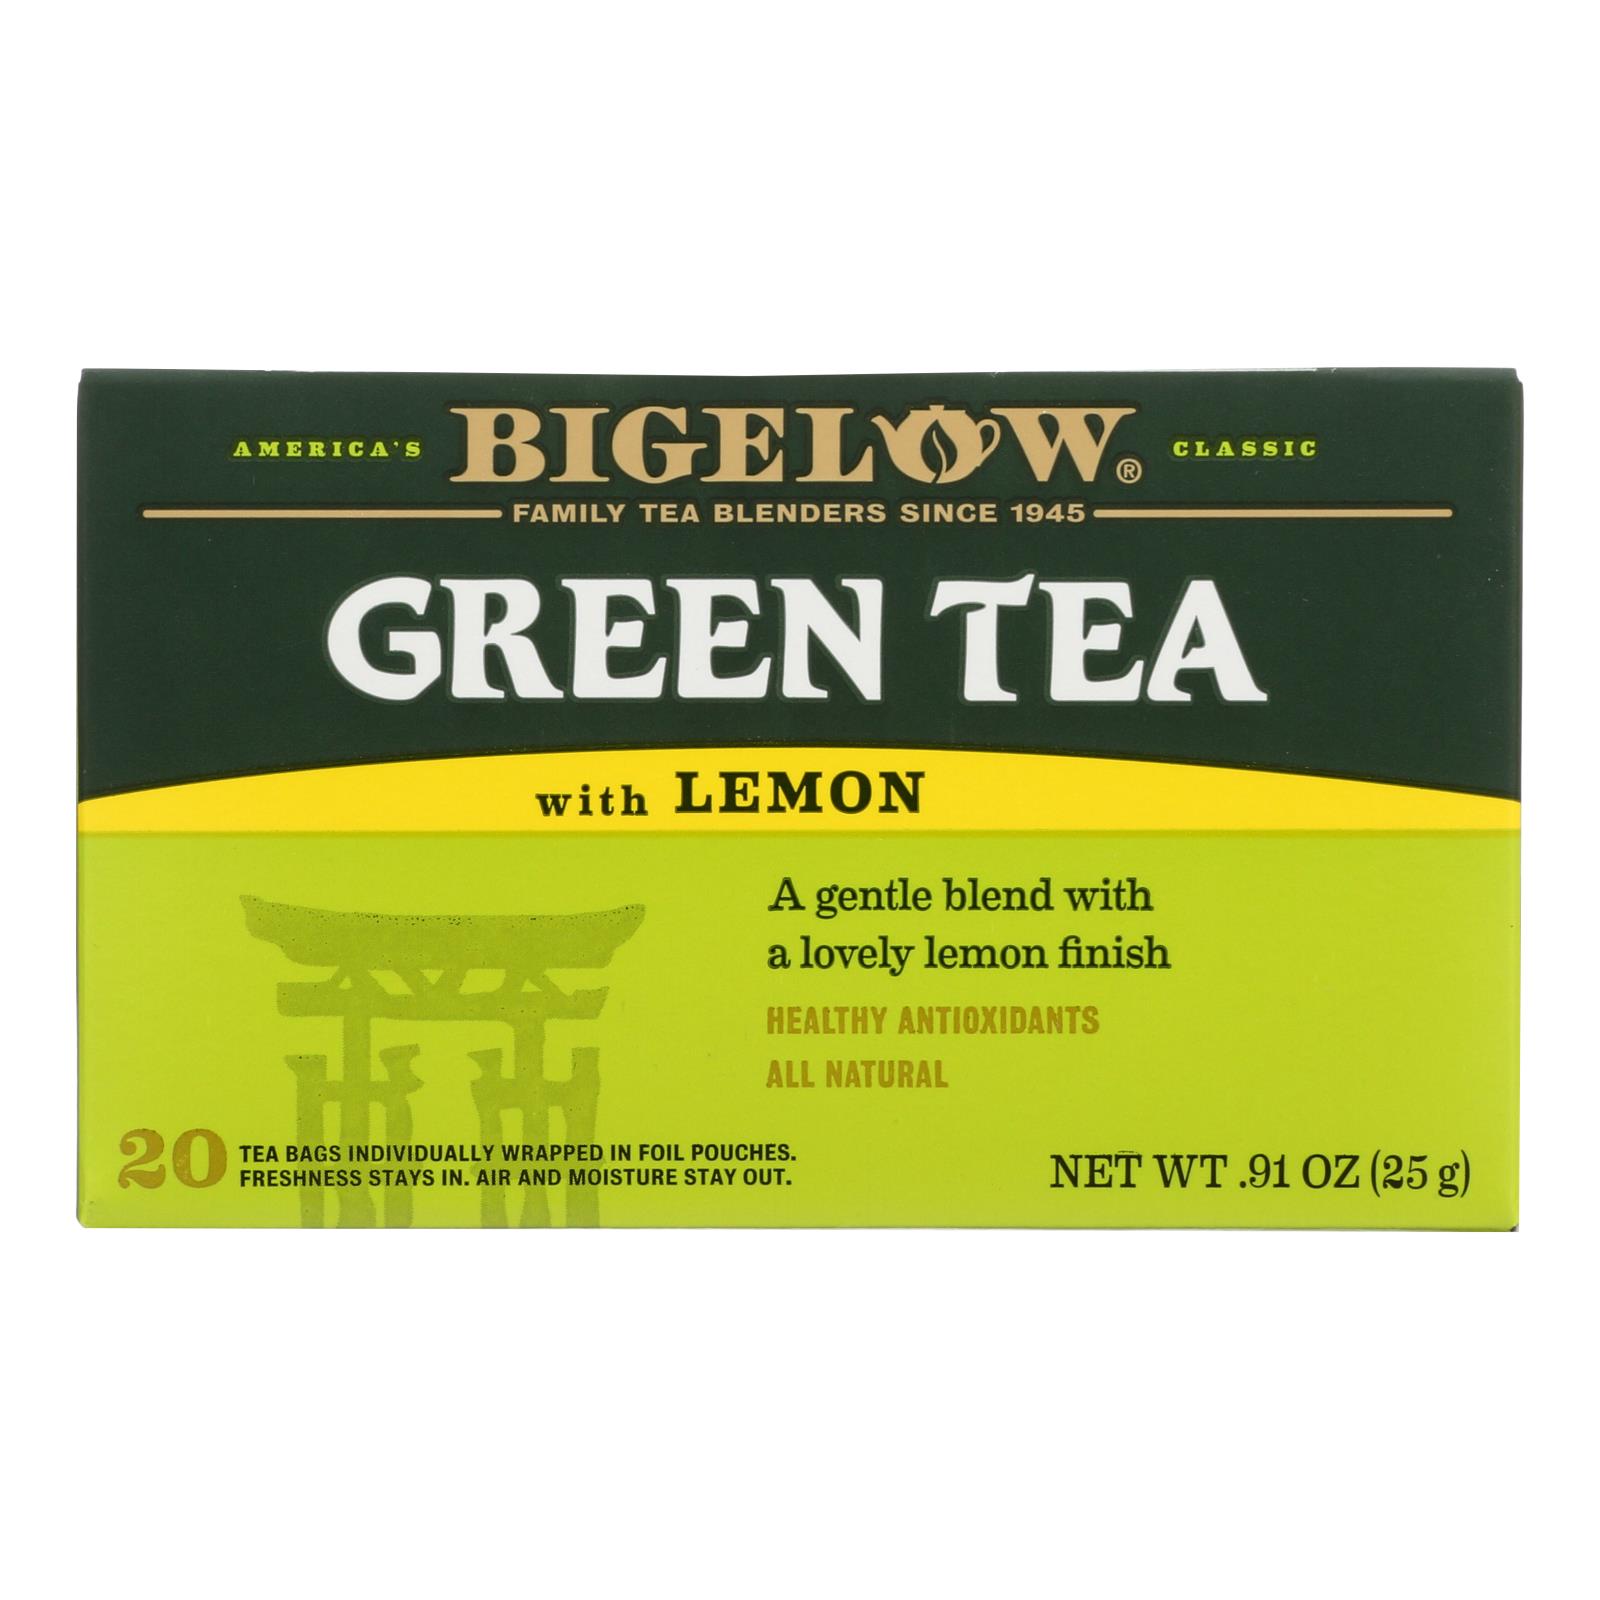 AMERICA'S BIGELOW® CLASSIC
FAMILY TEA BLENDERS SINCE 1945
GREEN TEA
with LEMON
A gentle blend with
a lovely lemon finish
HEALTHY ANTIOXIDANTS
ALL NATURAL
20 TEA BAGS INDIVIDUALLY WRAPPED IN FOIL POUCHES.
FRESHNESS STAYS IN. AIR AND MOISTURE STAY OUT.
NET WT .91 OZ (25 g)